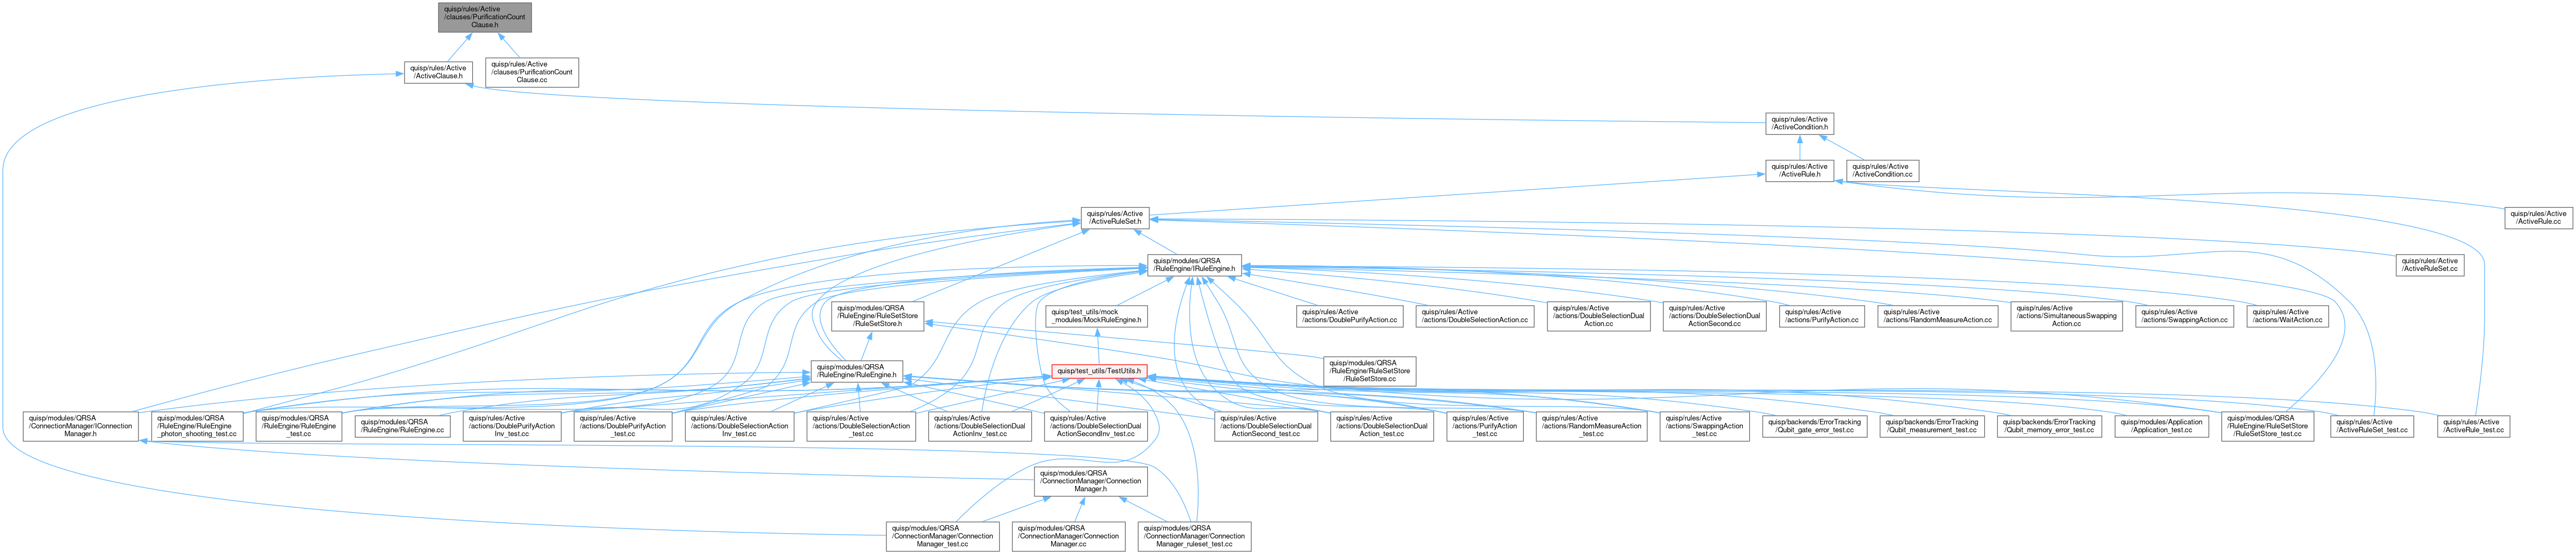 quisp/rules/Active
/clauses/PurificationCount
Clause.h
quisp/rules/Active
/ActiveClause.h
quisp/rules/Active
/clauses/PurificationCount
Clause.cc
quisp/rules/Active
/ActiveCondition.h
quisp/rules/Active
/ActiveRule.h
quisp/rules/Active
/ActiveCondition.cc
quisp/rules/Active
/ActiveRuleSet.h
quisp/rules/Active
/ActiveRule.cc
quisp/modules/QRSA
/RuleEngine/IRuleEngine.h
quisp/rules/Active
/ActiveRuleSet.cc
quisp/modules/QRSA
/RuleEngine/RuleSetStore
/RuleSetStore.h
quisp/test_utils/mock
_modules/MockRuleEngine.h
quisp/rules/Active
/actions/DoublePurifyAction.cc
quisp/rules/Active
/actions/DoubleSelectionAction.cc
quisp/rules/Active
/actions/DoubleSelectionDual
Action.cc
quisp/rules/Active
/actions/DoubleSelectionDual
ActionSecond.cc
quisp/rules/Active
/actions/PurifyAction.cc
quisp/rules/Active
/actions/RandomMeasureAction.cc
quisp/rules/Active
/actions/SimultaneousSwapping
Action.cc
quisp/rules/Active
/actions/SwappingAction.cc
quisp/rules/Active
/actions/WaitAction.cc
quisp/modules/QRSA
/RuleEngine/RuleEngine.h
quisp/test_utils/TestUtils.h
quisp/modules/QRSA
/RuleEngine/RuleSetStore
/RuleSetStore.cc
quisp/modules/QRSA
/ConnectionManager/IConnection
Manager.h
quisp/modules/QRSA
/RuleEngine/RuleEngine
_photon_shooting_test.cc
quisp/modules/QRSA
/RuleEngine/RuleEngine
_test.cc
quisp/modules/QRSA
/RuleEngine/RuleEngine.cc
quisp/rules/Active
/actions/DoublePurifyAction
Inv_test.cc
quisp/rules/Active
/actions/DoublePurifyAction
_test.cc
quisp/rules/Active
/actions/DoubleSelectionAction
Inv_test.cc
quisp/rules/Active
/actions/DoubleSelectionAction
_test.cc
quisp/rules/Active
/actions/DoubleSelectionDual
ActionInv_test.cc
quisp/rules/Active
/actions/DoubleSelectionDual
ActionSecondInv_test.cc
quisp/rules/Active
/actions/DoubleSelectionDual
ActionSecond_test.cc
quisp/rules/Active
/actions/DoubleSelectionDual
Action_test.cc
quisp/rules/Active
/actions/PurifyAction
_test.cc
quisp/rules/Active
/actions/RandomMeasureAction
_test.cc
quisp/rules/Active
/actions/SwappingAction
_test.cc
quisp/backends/ErrorTracking
/Qubit_gate_error_test.cc
quisp/backends/ErrorTracking
/Qubit_measurement_test.cc
quisp/backends/ErrorTracking
/Qubit_memory_error_test.cc
quisp/modules/Application
/Application_test.cc
quisp/modules/QRSA
/RuleEngine/RuleSetStore
/RuleSetStore_test.cc
quisp/rules/Active
/ActiveRuleSet_test.cc
quisp/rules/Active
/ActiveRule_test.cc
quisp/modules/QRSA
/ConnectionManager/Connection
Manager.h
quisp/modules/QRSA
/ConnectionManager/Connection
Manager_test.cc
quisp/modules/QRSA
/ConnectionManager/Connection
Manager.cc
quisp/modules/QRSA
/ConnectionManager/Connection
Manager_ruleset_test.cc